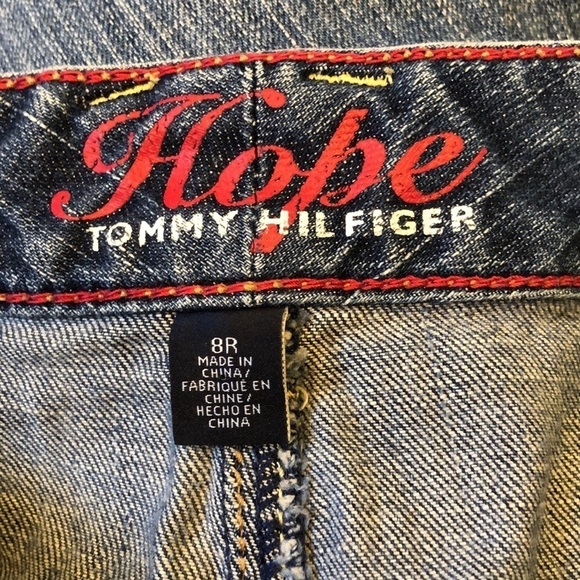 Hope
TOMMY HILFIGER
8R
MADE IN
CHINA/
FABRIQUÉ EN
CHINE/
HECHO EN
CHINA